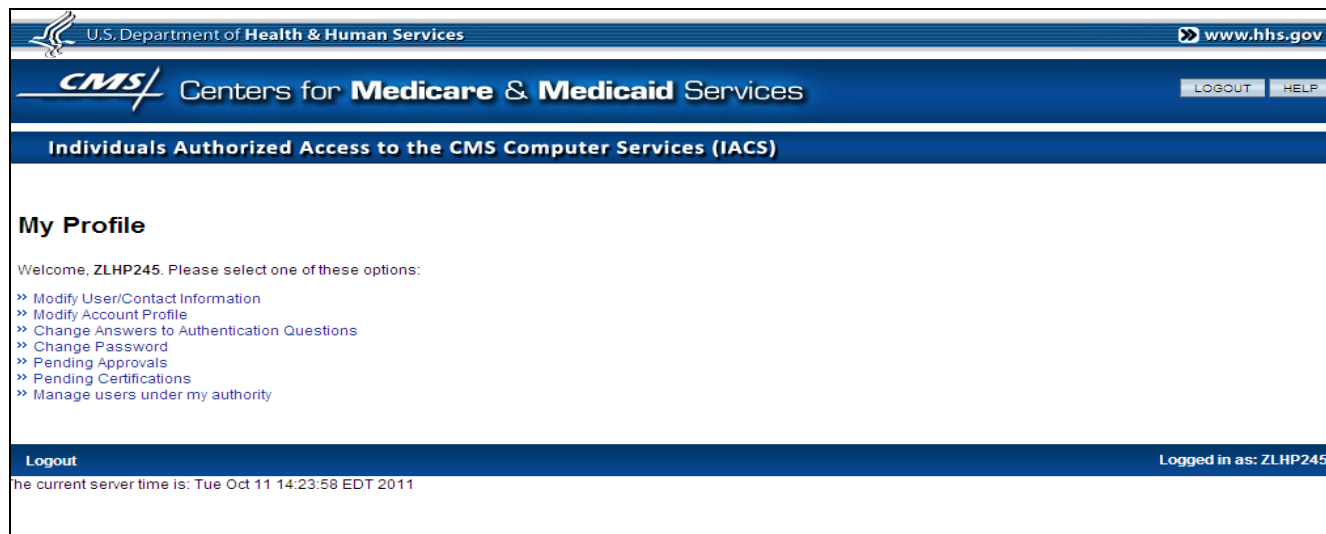 U.S. Department of Health & Human Services
www.hhs.gov
CMS/ Centers for Medicare & Medicaid Services
LOGOUT HELP
Individuals Authorized Access to the CMS Computer Services (IACS)
My Profile
Welcome, ZLHP245. Please select one of these options:
» Modify User/Contact Information
» Modify Account Profile
» Change Answers to Authentication Questions
» Change Password
» Pending Approvals
» Pending Certifications
» Manage users under my authority
Logout
Logged in as: ZLHP245
The current server time is: Tue Oct 11 14:23:58 EDT 2011